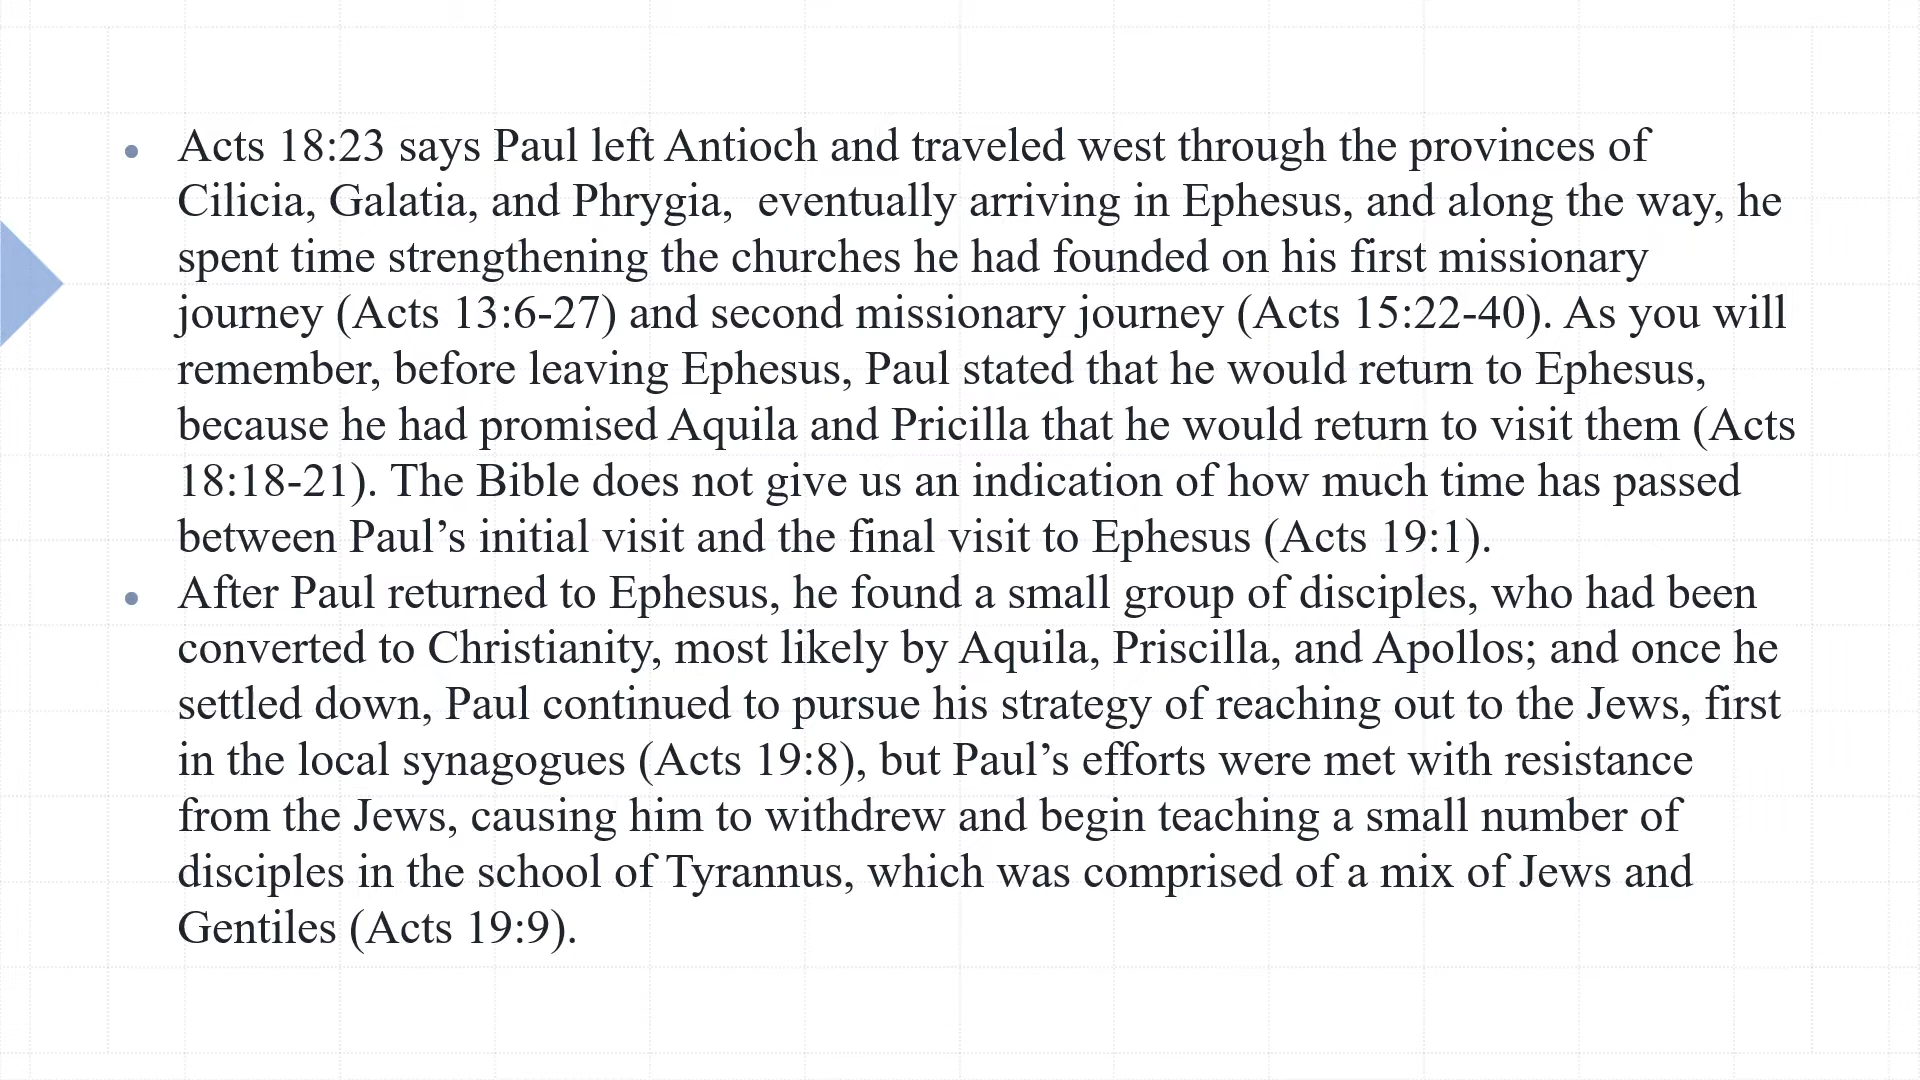 Acts 18:23 says Paul left Antioch and traveled west through the provinces of
Cilicia, Galatia, and Phrygia,  eventually arriving in Ephesus, and along the way, he
spent time strengthening the churches he had founded on his first missionary
journey (Acts 13:6-27) and second missionary journey (Acts 15:22-40). As you will
remember, before leaving Ephesus, Paul stated that he would return to Ephesus,
because he had promised Aquila and Pricilla that he would return to visit them (Acts
18:18-21). The Bible does not give us an indication of how much time has passed
between Paul’s initial visit and the final visit to Ephesus (Acts 19:1).
After Paul returned to Ephesus, he found a small group of disciples, who had been
converted to Christianity, most likely by Aquila, Priscilla, and Apollos; and once he
settled down, Paul continued to pursue his strategy of reaching out to the Jews, first
in the local synagogues (Acts 19:8), but Paul’s efforts were met with resistance
from the Jews, causing him to withdrew and begin teaching a small number of
disciples in the school of Tyrannus, which was comprised of a mix of Jews and
Gentiles (Acts 19:9).